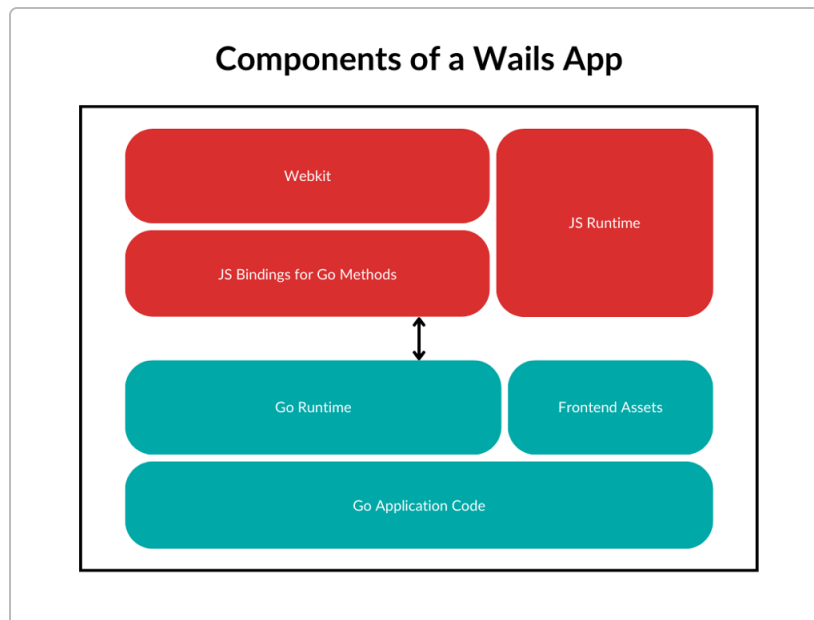 Components of a Wails App
Webkit
JS Runtime
JS Bindings for Go Methods
Go Runtime
Frontend Assets
Go Application Code